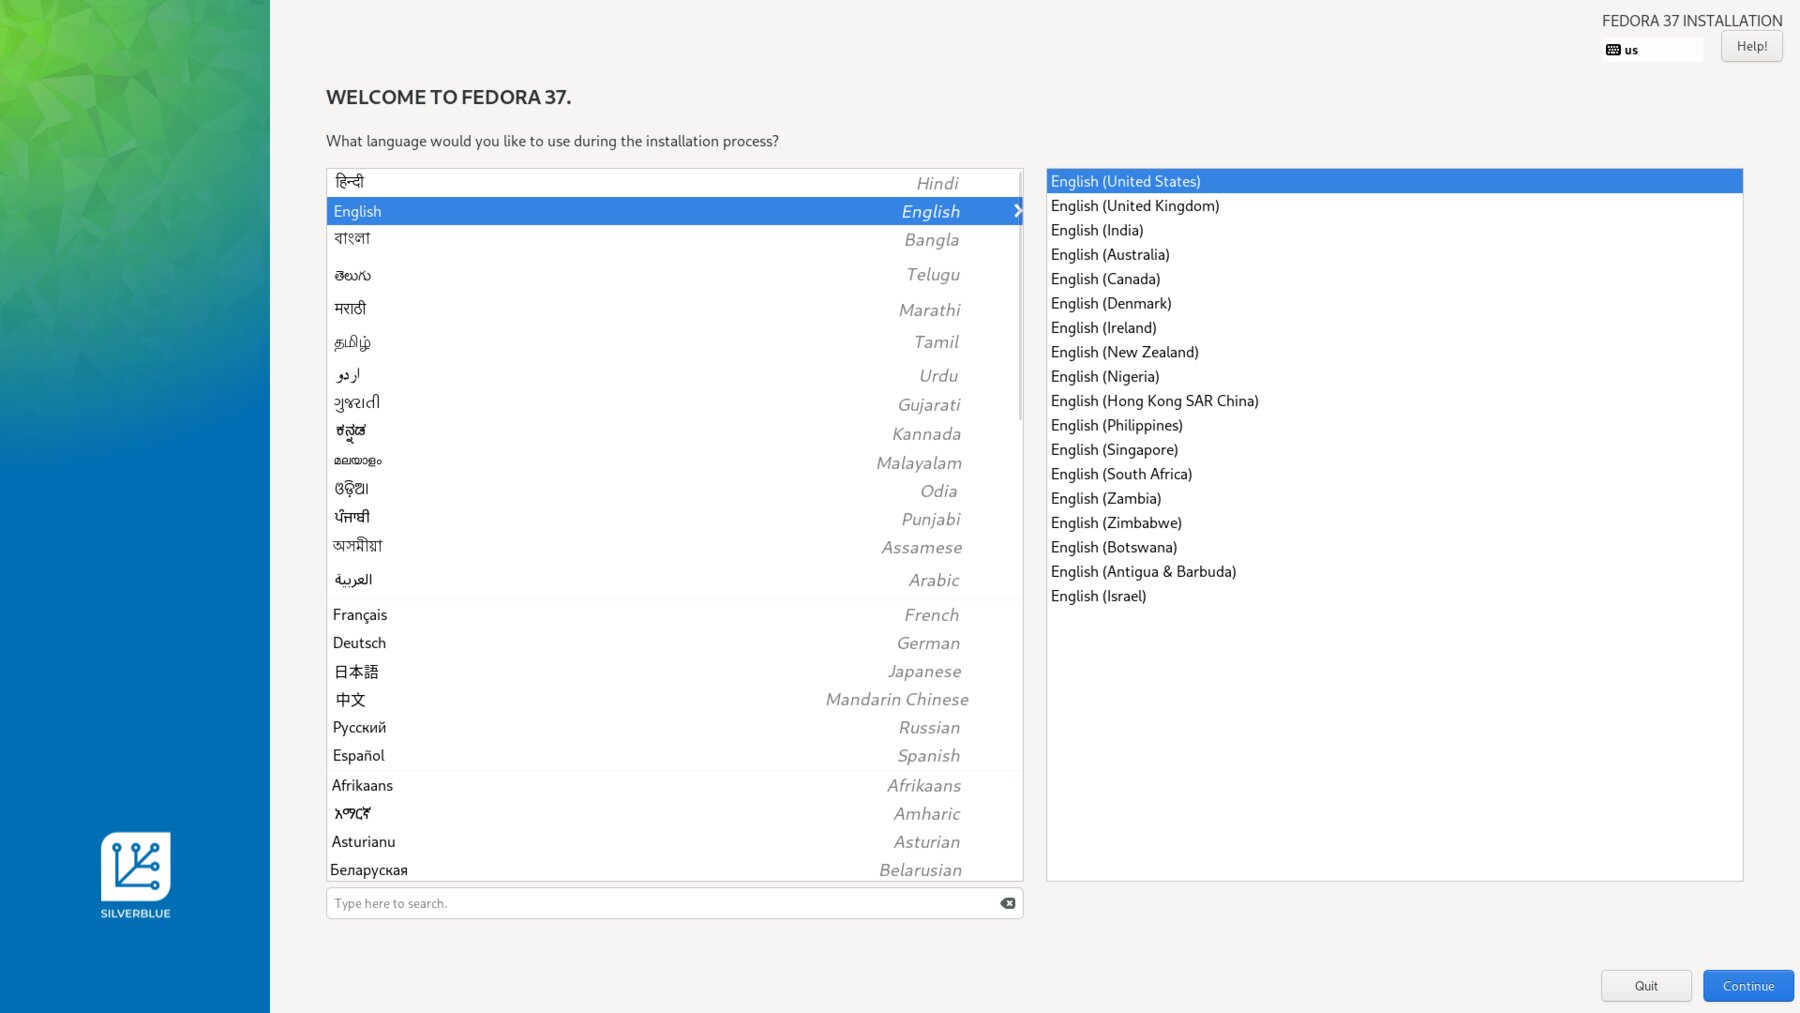 FEDORA 37 INSTALLATION
us
Help!
WELCOME TO FEDORA 37.
What language would you like to use during the installation process?
हिन्दी Hindi
English English
বাংলা Bangla
తెలుగు Telugu
मराठी Marathi
தமிழ் Tamil
اردو Urdu
ગુજરાતી Gujarati
ಕನ್ನಡ Kannada
മലയാളം Malayalam
ଓଡ଼ିଆ Odia
ਪੰਜਾਬੀ Punjabi
অসমীয়া Assamese
العربية Arabic
Français French
Deutsch German
日本語 Japanese
中文 Mandarin Chinese
Русский Russian
Español Spanish
Afrikaans Afrikaans
አማርኛ Amharic
Asturianu Asturian
Беларуская Belarusian
Type here to search.
English (United States)
English (United Kingdom)
English (India)
English (Australia)
English (Canada)
English (Denmark)
English (Ireland)
English (New Zealand)
English (Nigeria)
English (Hong Kong SAR China)
English (Philippines)
English (Singapore)
English (South Africa)
English (Zambia)
English (Zimbabwe)
English (Botswana)
English (Antigua & Barbuda)
English (Israel)
SILVERBLUE
Quit
Continue